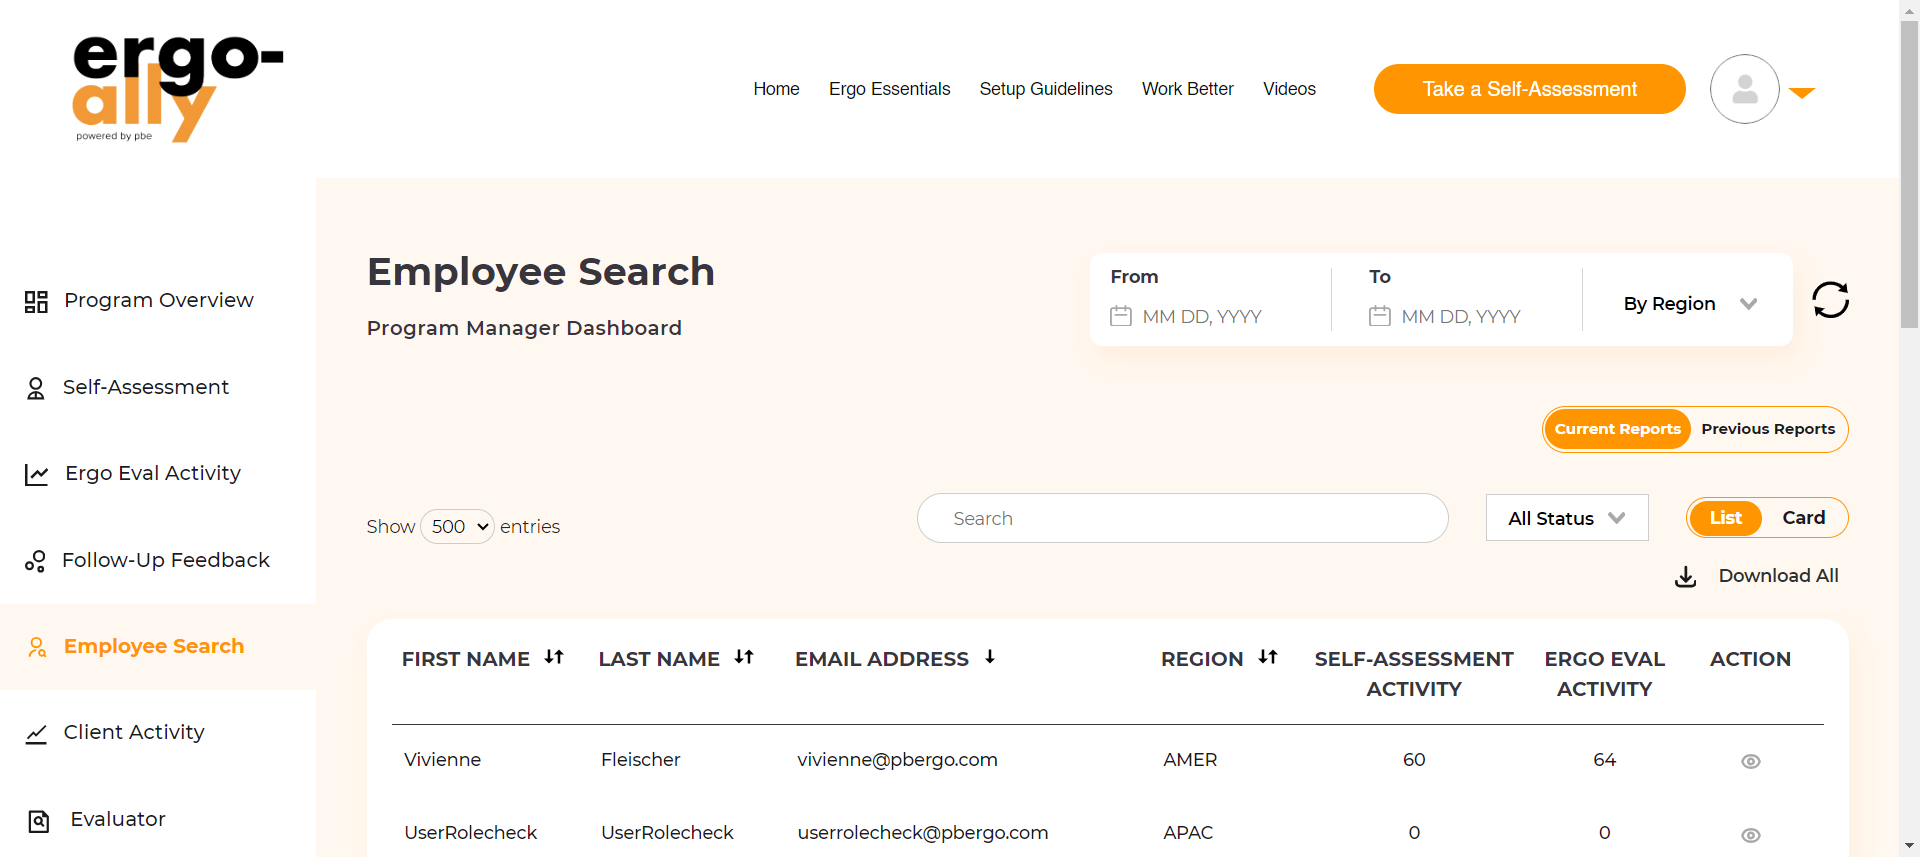 ergo-
ally
powered by pbe
Home Ergo Essentials Setup Guidelines Work Better Videos Take a Self-Assessment
Program Overview
Self-Assessment
Ergo Eval Activity
Follow-Up Feedback
Employee Search
Client Activity
Evaluator
Employee Search
Program Manager Dashboard
From To
MM DD, YYYY MM DD, YYYY By Region
Current Reports Previous Reports
Show 500 entries Search All Status List Card
Download All
FIRST NAME LAST NAME EMAIL ADDRESS REGION SELF-ASSESSMENT ERGO EVAL ACTION
ACTIVITY ACTIVITY
Vivienne Fleischer vivienne@pbergo.com AMER 60 64
UserRolecheck UserRolecheck userrolecheck@pbergo.com APAC 0 0